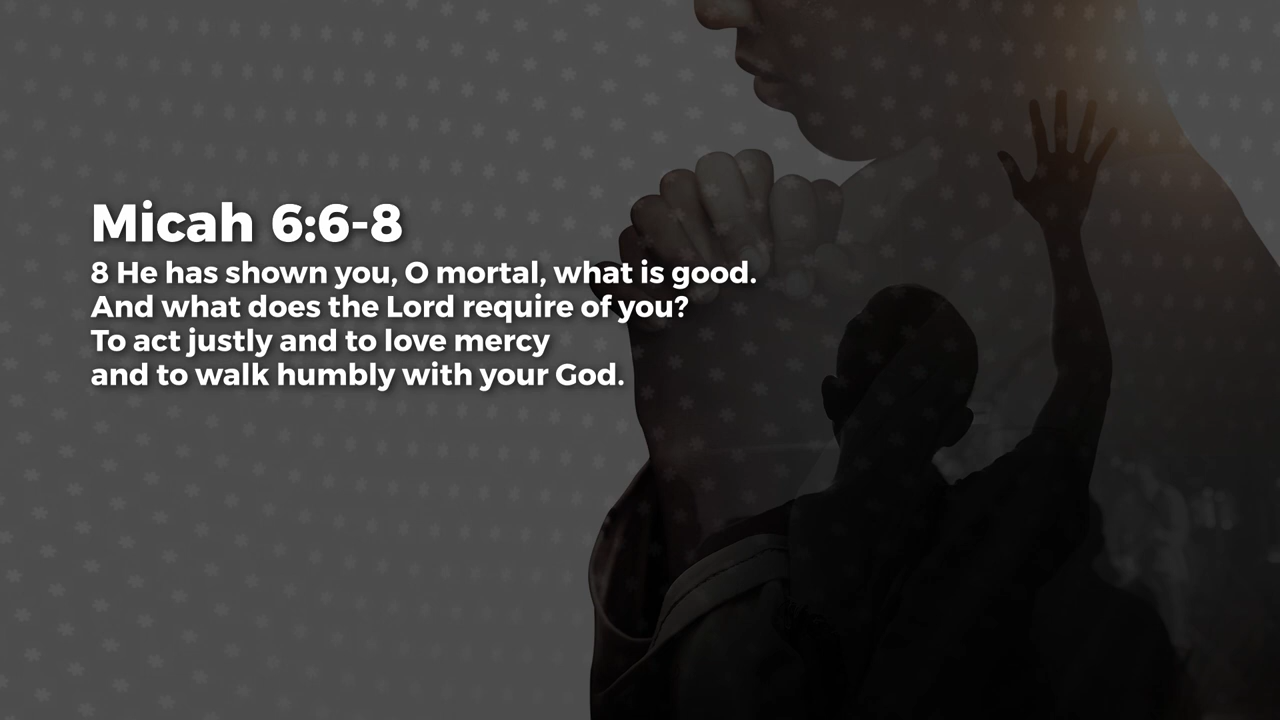 Micah 6:6-8
8 He has shown you, O mortal, what is good.
And what does the Lord require of you?
To act justly and to love mercy
and to walk humbly with your God.